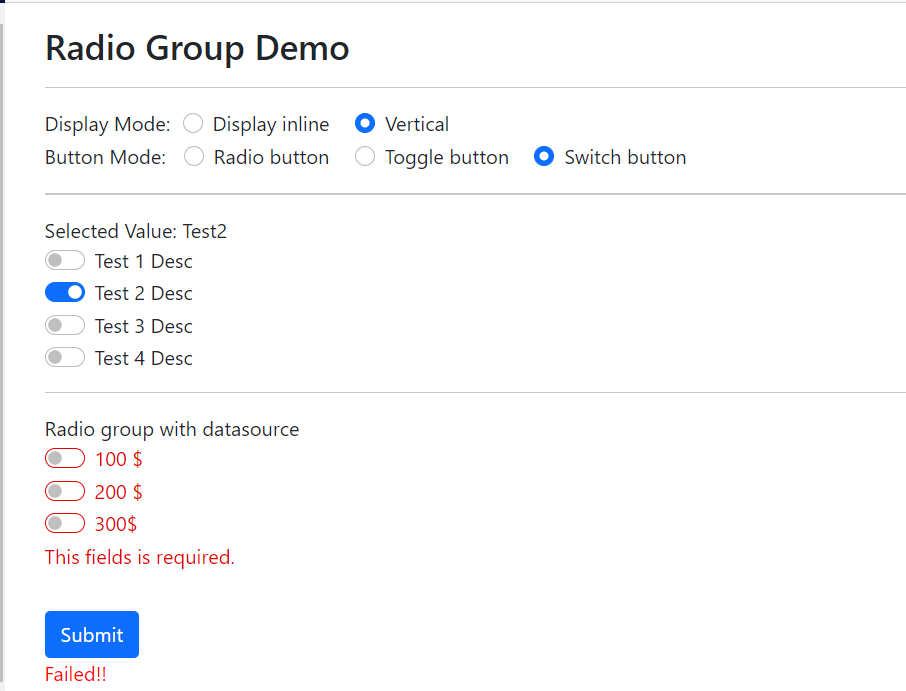 Radio Group Demo
Display Mode: Display inline Vertical
Button Mode: Radio button Toggle button Switch button
Selected Value: Test2
Test 1 Desc
Test 2 Desc
Test 3 Desc
Test 4 Desc
Radio group with datasource
100 $
200 $
300$
This fields is required.
Submit
Failed!!